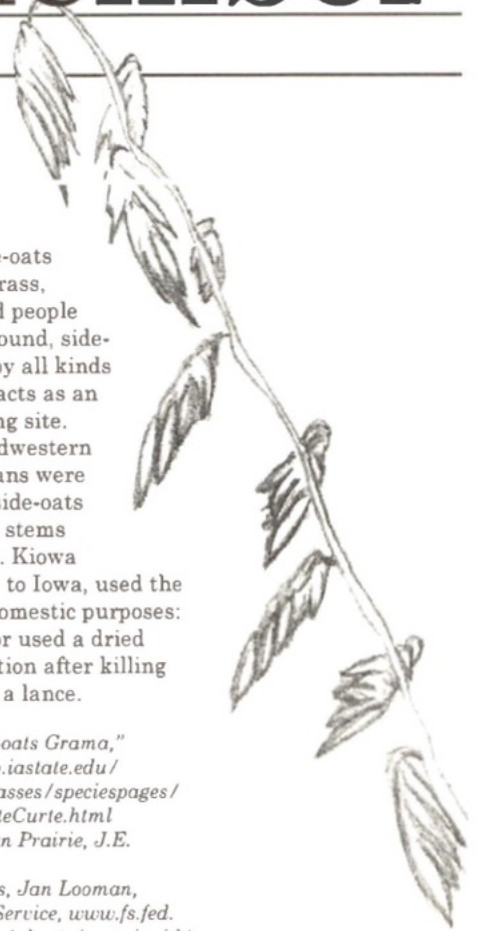 -oats
rass,
d people
ound, side-
by all kinds
acts as an
ng site.
dwestern
ans were
side-oats
stems
. Kiowa
to Iowa, used the
omestic purposes:
or used a dried
tion after killing
a lance.
oats Grama,"
.iastate.edu/
asses/speciespages/
teCurte.html
n Prairie, J.E.
s, Jan Looman,
Service, www.fs.fed.